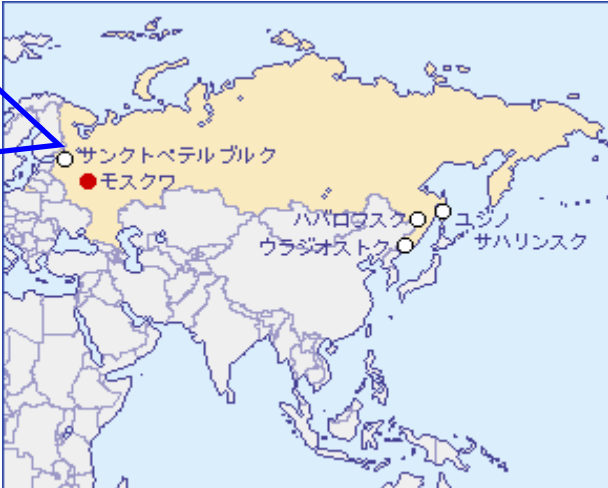 サンクトペテルブルク
モスクワ
ハバロフスク
ユジノ
サハリンスク
ウラジオストク